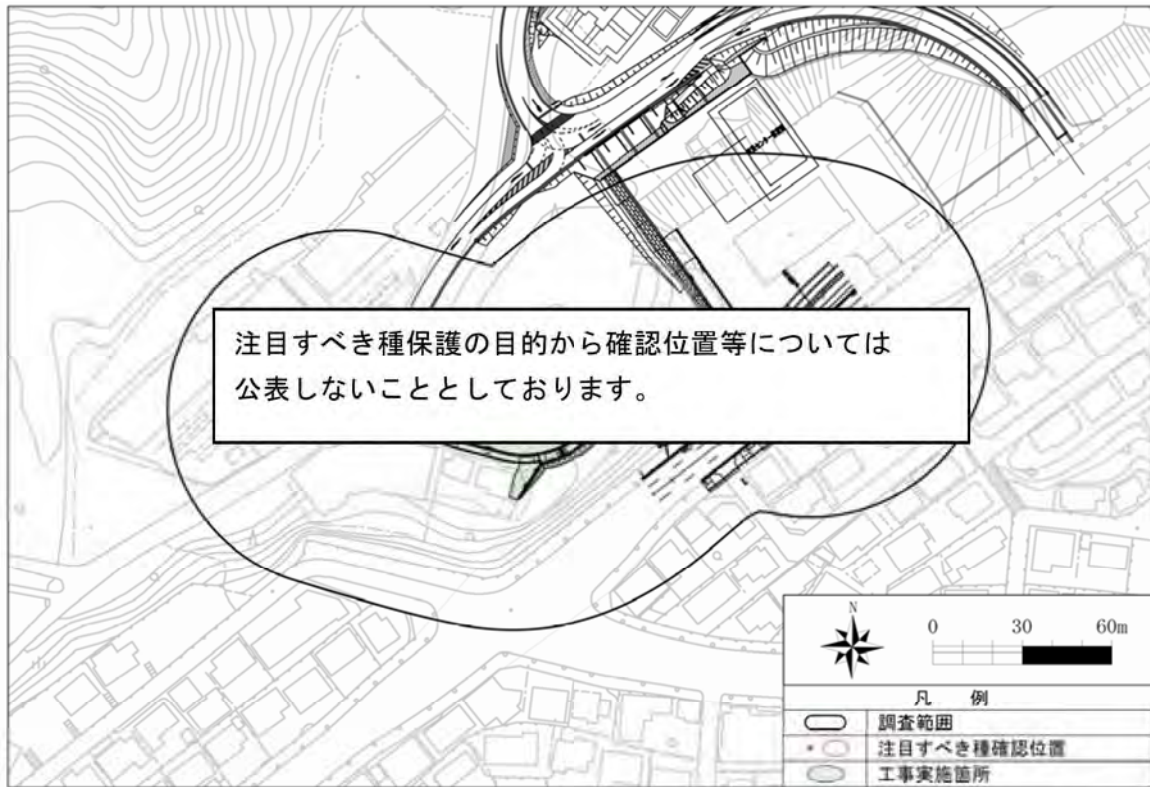 注目すべき種保護の目的から確認位置等については
公表しないこととしております。
N
0 30 60m
凡 例
調査範囲
注目すべき種確認位置
工事実施箇所